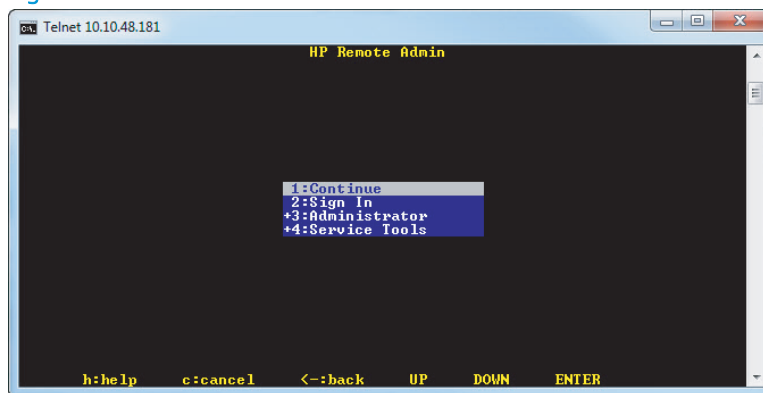 Telnet 10.10.48.181
HP Remote Admin
1:Continue
2:Sign In
+3:Administrator
+4:Service Tools
h:help c:cancel <-:back UP DOWN ENTER